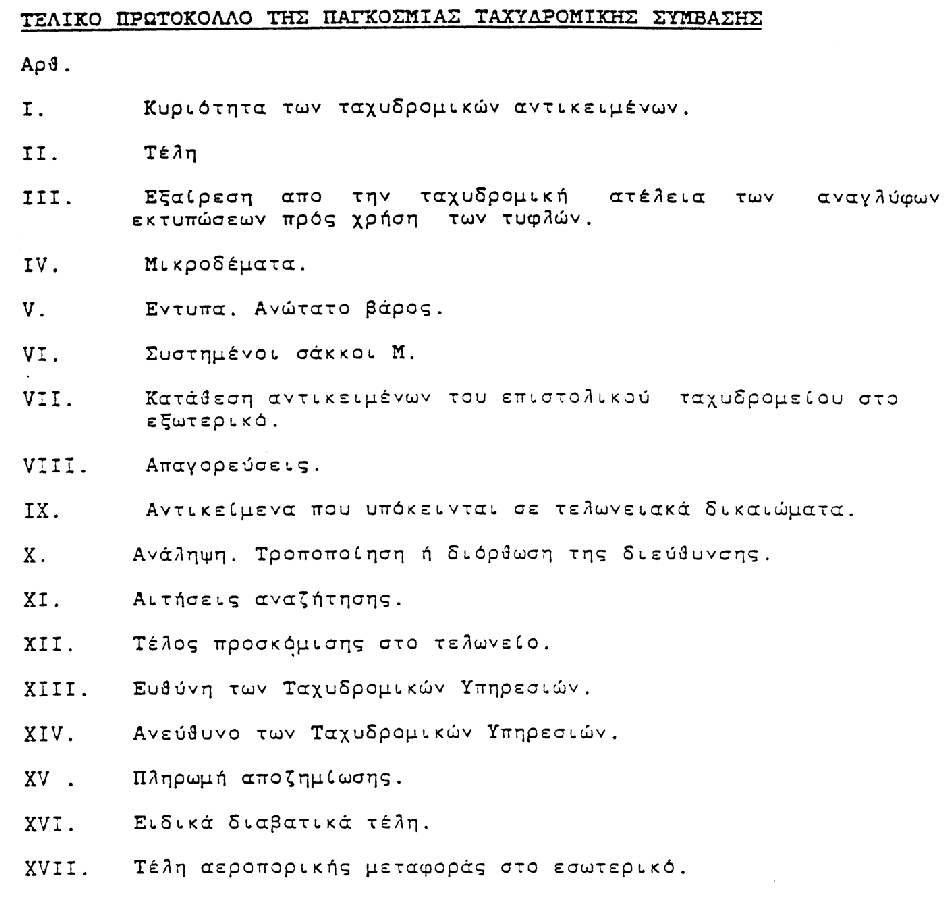 ΤΕΛΙΚΟ ΠΡΩΤΟΚΟΛΛΟ ΤΗΣ ΠΑΓΚΟΣΜΙΑΣ ΤΑΧΥΔΡΟΜΙΚΗΣ ΣΥΜΒΑΣΗΣ
Αρθ.
I. Κυριότητα των ταχυδρομικών αντικειμένων.
II. Τέλη
III. Εξαίρεση απο την ταχυδρομική ατέλεια των αναγλύφων
εκτυπώσεων πρός χρήση των τυφλών.
IV. Μικροδέματα.
V. Εντυπα. Ανώτατο βάρος.
VI. Συστημένοι σάκκοι Μ.
VII. Κατάθεση αντικειμένων του επιστολικού ταχυδρομείου στο
εξωτερικό.
VIII. Απαγορεύσεις.
IX. Αντικείμενα που υπόκεινται σε τελωνειακά δικαιώματα.
X. Ανάληψη. Τροποποίηση ή διόρθωση της διεύθυνσης.
XI. Αιτήσεις αναζήτησης.
XII. Τέλος προσκόμισης στο τελωνείο.
XIII. Ευθύνη των Ταχυδρομικών Υπηρεσιών.
XIV. Ανεύθυνο των Ταχυδρομικών Υπηρεσιών.
XV . Πληρωμή αποζημίωσης.
XVI. Ειδικά διαβατικά τέλη.
XVII. Τέλη αεροπορικής μεταφοράς στο εσωτερικό.